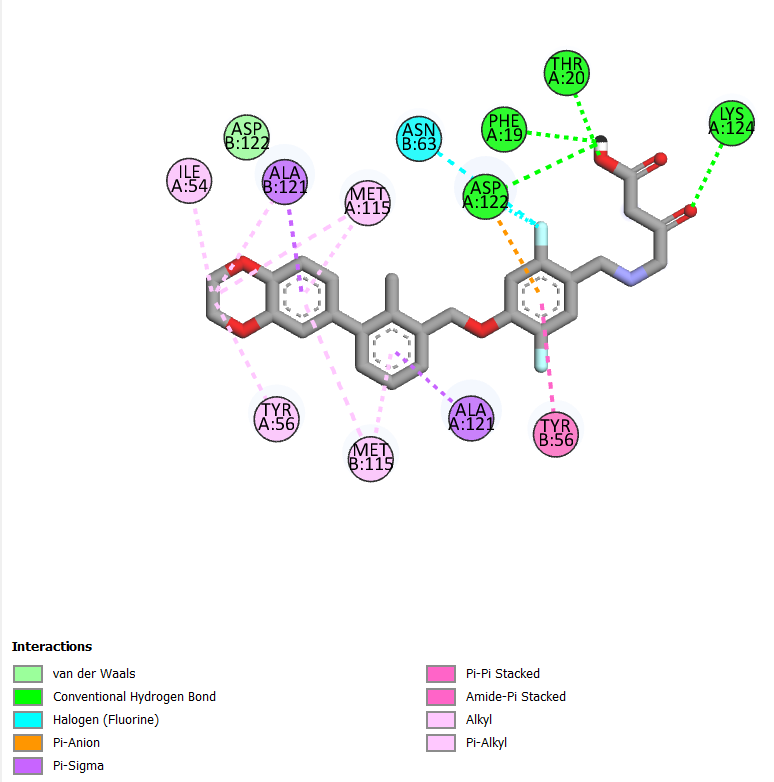 THR
A:20
PHE
A:19
LYS
A:124
ASP
B:122
ASN
B:63
ILE
A:54
ALA
B:121
MET
A:115
ASP
A:122
TYR
A:56
ALA
A:121
TYR
B:56
MET
B:115
Interactions
van der Waals
Conventional Hydrogen Bond
Halogen (Fluorine)
Pi-Anion
Pi-Sigma
Pi-Pi Stacked
Amide-Pi Stacked
Alkyl
Pi-Alkyl